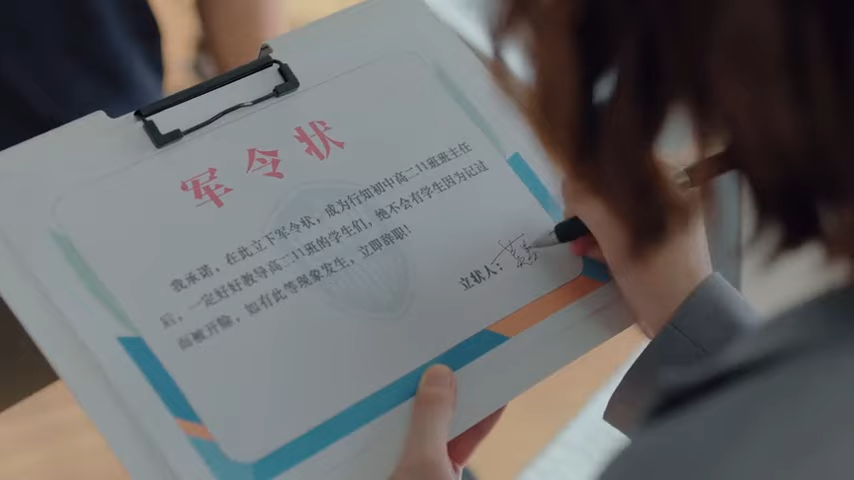 军令状
我承诺，在此立下军令状，成为行知初中高二11班班主任
后，一定好好教导高二11班的学生们，绝不会有学生因为记过
而被开除，如有此等现象发生，立即辞职！
立状人：